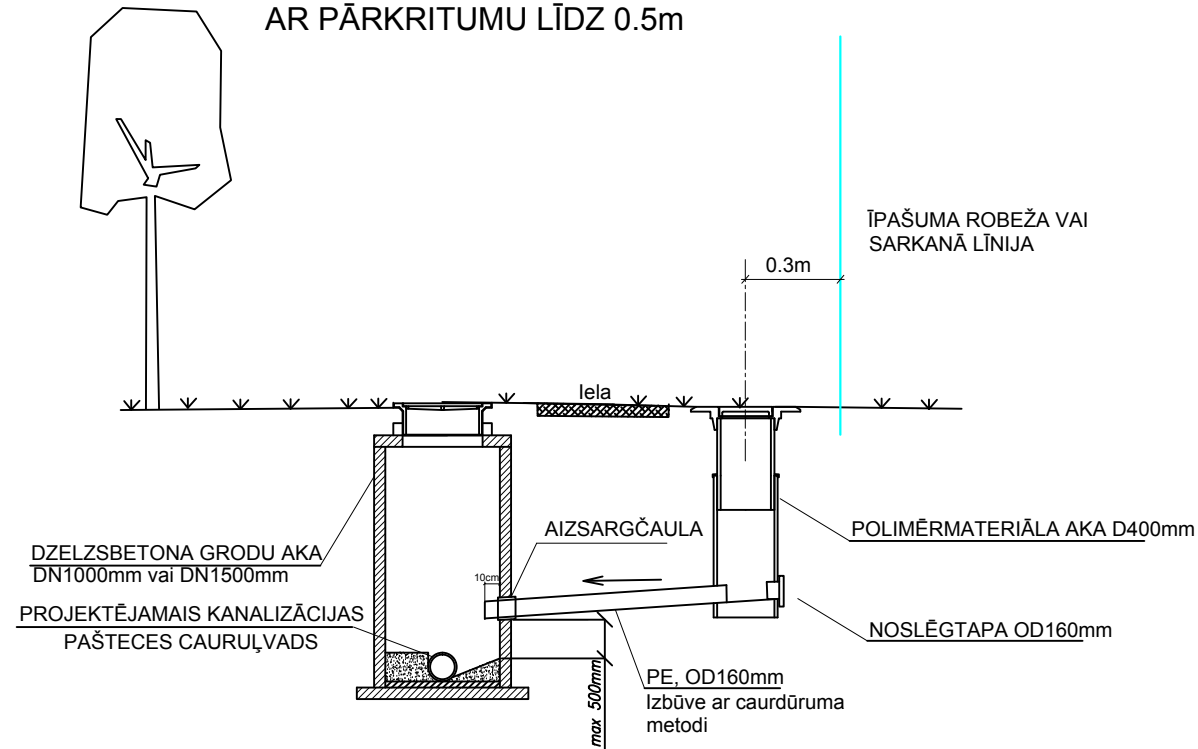 AR PĀRKRITUMU LĪDZ 0.5m
ĪPAŠUMA ROBEŽA VAI
SARKANĀ LĪNIJA
0.3m
Iela
AIZSARGČAULA
POLIMĒRMATERIĀLA AKA D400mm
DZELZSBETONA GRODU AKA
DN1000mm vai DN1500mm
10cm
PROJEKTĒJAMAIS KANALIZĀCIJAS
PAŠTECES CAURUĻVADS
NOSLĒGTAPA OD160mm
PE, OD160mm
Izbūve ar caurdūruma
metodi
max 500mm